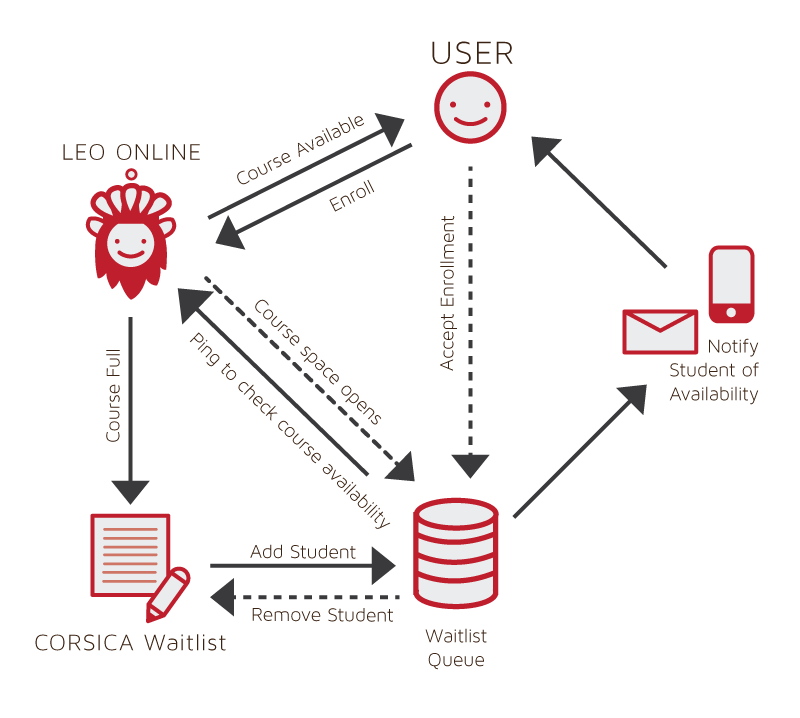 USER
LEO ONLINE
Course Available
Enroll
Accept Enrollment
Course space opens
Ping to check course availability
Course Full
Notify
Student of
Availability
Add Student
Remove Student
CORSICA Waitlist
Waitlist
Queue